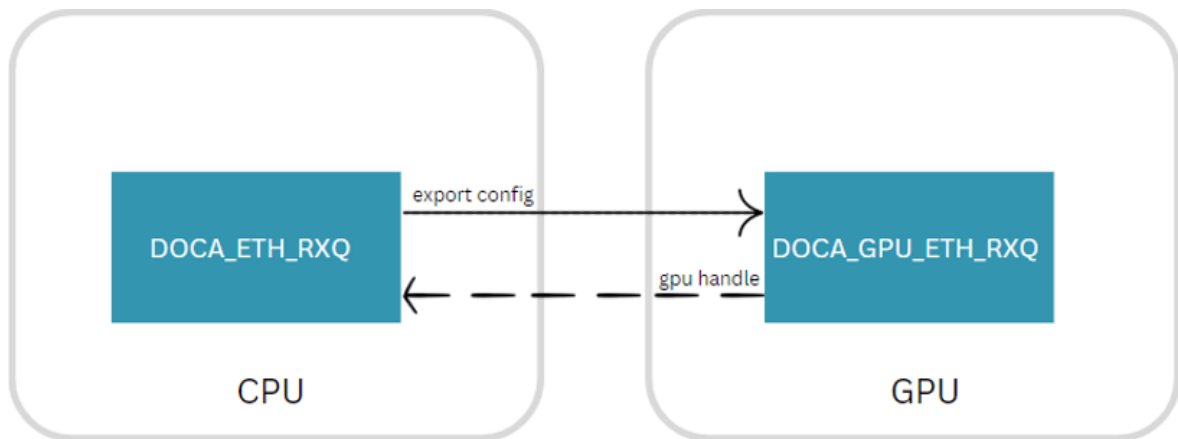 export config
DOCA_ETH_RXQ
DOCA_GPU_ETH_RXQ
gpu handle
CPU
GPU